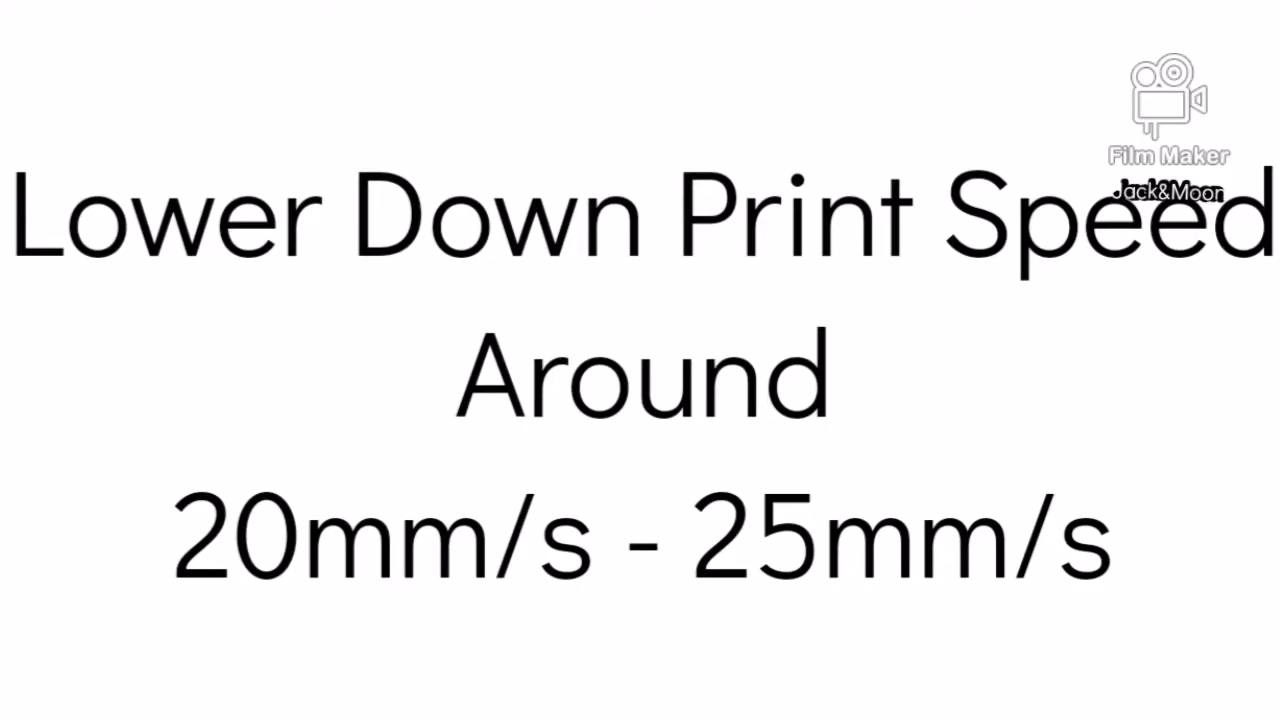 Film Maker
Jack&Moon
Lower Down Print Speed
Around
20mm/s - 25mm/s